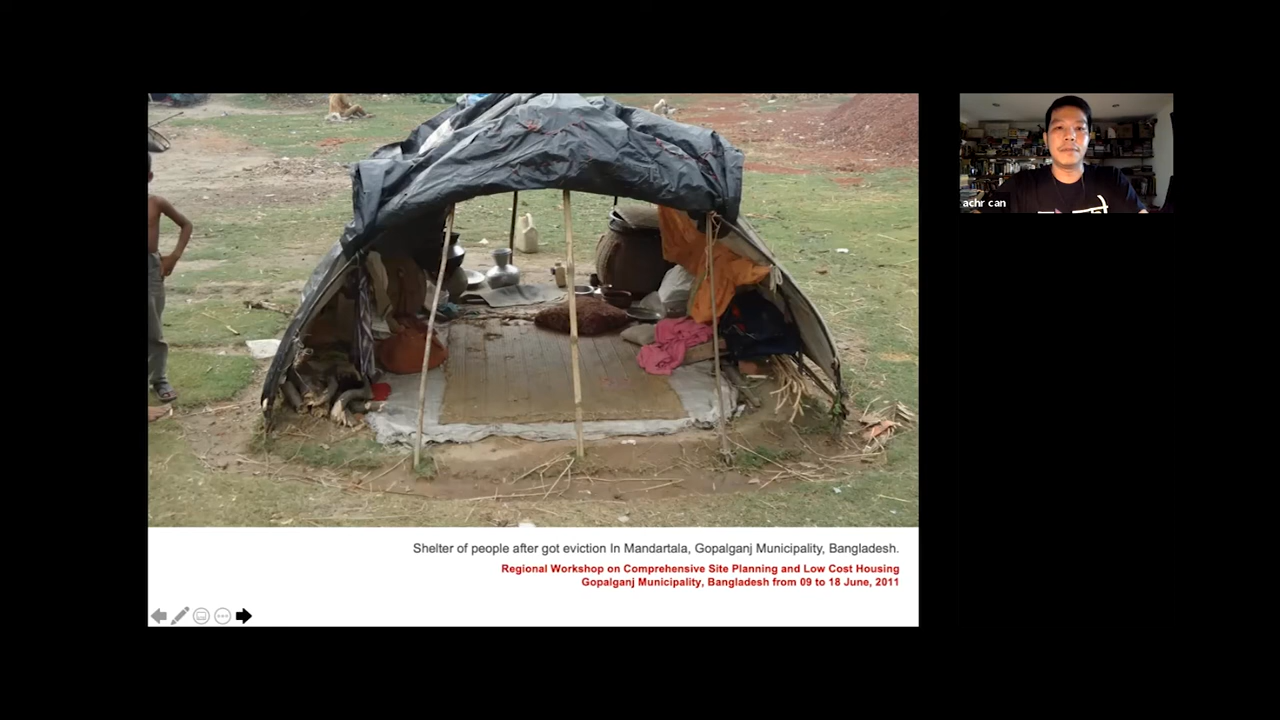 achr can
Shelter of people after got eviction In Mandartala, Gopalganj Municipality, Bangladesh.
Regional Workshop on Comprehensive Site Planning and Low Cost Housing
Gopalganj Municipality, Bangladesh from 09 to 18 June, 2011